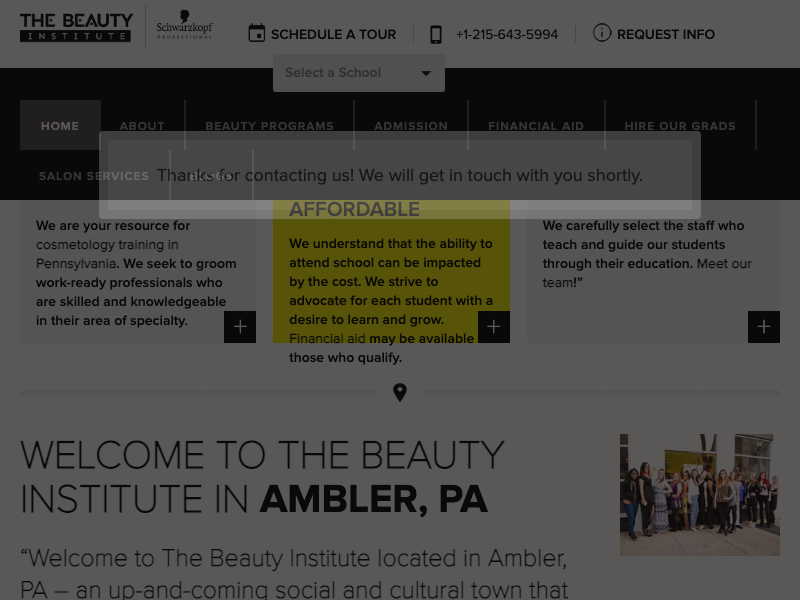 THE BEAUTY
INSTITUTE
Schwarzkopf
PROFESSIONAL
SCHEDULE A TOUR
+1-215-643-5994
REQUEST INFO
Select a School
HOME
ABOUT
BEAUTY PROGRAMS
ADMISSION
FINANCIAL AID
HIRE OUR GRADS
SALON SERVICES
Thanks for contacting us! We will get in touch with you shortly.
We are your resource for
cosmetology training in
Pennsylvania. We seek to groom
work-ready professionals who
are skilled and knowledgeable
in their area of specialty.
AFFORDABLE
We understand that the ability to
attend school can be impacted
by the cost. We strive to
advocate for each student with a
desire to learn and grow.
Financial aid may be available
those who qualify.
We carefully select the staff who
teach and guide our students
through their education. Meet our
team!”
WELCOME TO THE BEAUTY
INSTITUTE IN AMBLER, PA
“Welcome to The Beauty Institute located in Ambler,
PA – an up-and-coming social and cultural town that